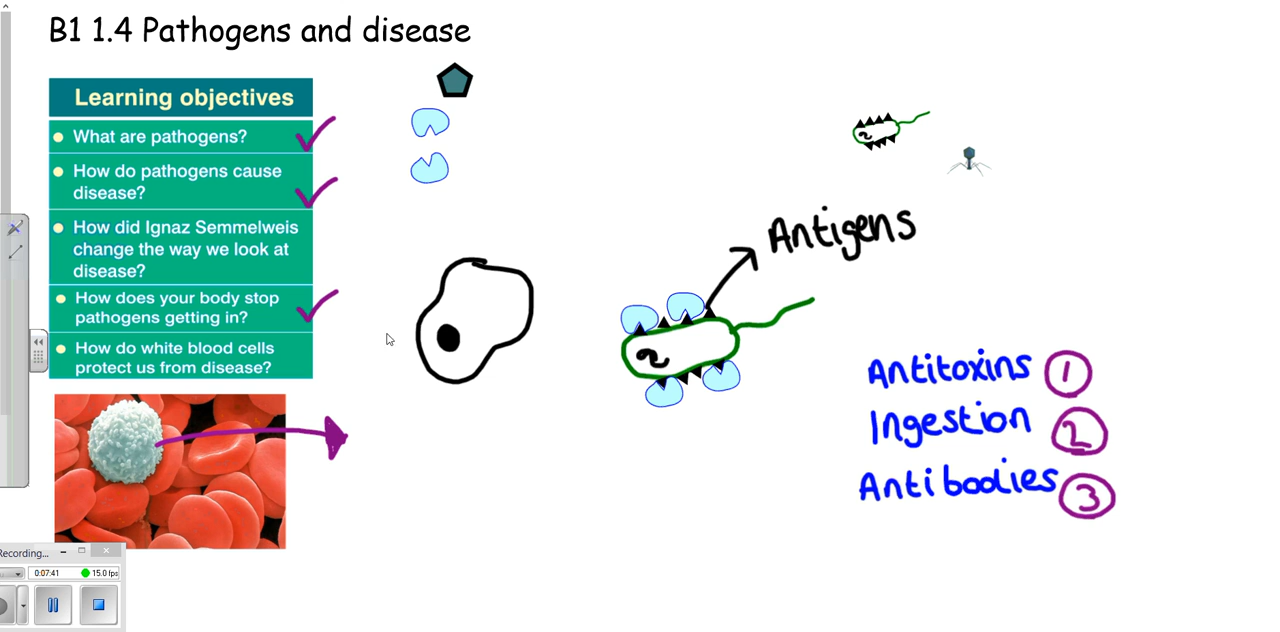 B1 1.4 Pathogens and disease
Learning objectives
What are pathogens?
How do pathogens cause
disease?
How did Ignaz Semmelweis
change the way we look at
disease?
How does your body stop
pathogens getting in?
How do white blood cells
protect us from disease?
Antigens
Antitoxins 1
Ingestion 2
Antibodies 3
Recording...
0:07:41 15.0 fps